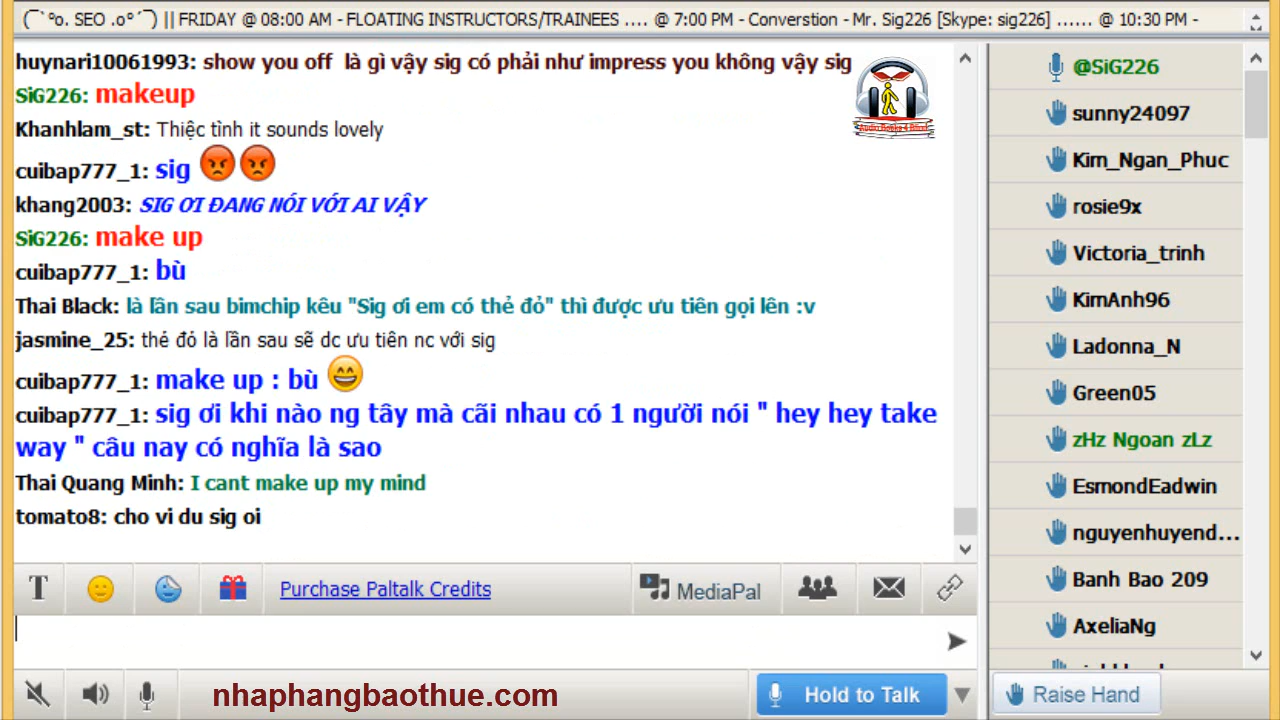 (¯`°o. SEO .o°´¯) || FRIDAY @ 08:00 AM - FLOATING INSTRUCTORS/TRAINEES .... @ 7:00 PM - Converstion - Mr. Sig226 [Skype: sig226] ...... @ 10:30 PM -
huynari10061993: show you off là gì vậy sig có phải như impress you không vậy sig
SiG226: makeup
Khanhlam_st: Thiệc tình it sounds lovely
cuibap777_1: sig
khang2003: SIG ƠI ĐANG NÓI VỚI AI VẬY
SiG226: make up
cuibap777_1: bù
Thai Black: là lần sau bimchip kêu "Sig ơi em có thẻ đỏ" thì được ưu tiên gọi lên :v
jasmine_25: thẻ đỏ là lần sau sẽ dc ưu tiên nc với sig
cuibap777_1: make up : bù
cuibap777_1: sig ơi khi nào ng tây mà cãi nhau có 1 người nói " hey hey take
way " câu nay có nghĩa là sao
Thai Quang Minh: I cant make up my mind
tomato8: cho vi du sig oi
T
Purchase Paltalk Credits
MediaPal
nhaphangbaothue.com
Hold to Talk
@SiG226
sunny24097
Kim_Ngan_Phuc
rosie9x
Victoria_trinh
KimAnh96
Ladonna_N
Green05
zHz Ngoan zLz
EsmondEadwin
nguyenhuyend...
Banh Bao 209
AxeliaNg
Raise Hand